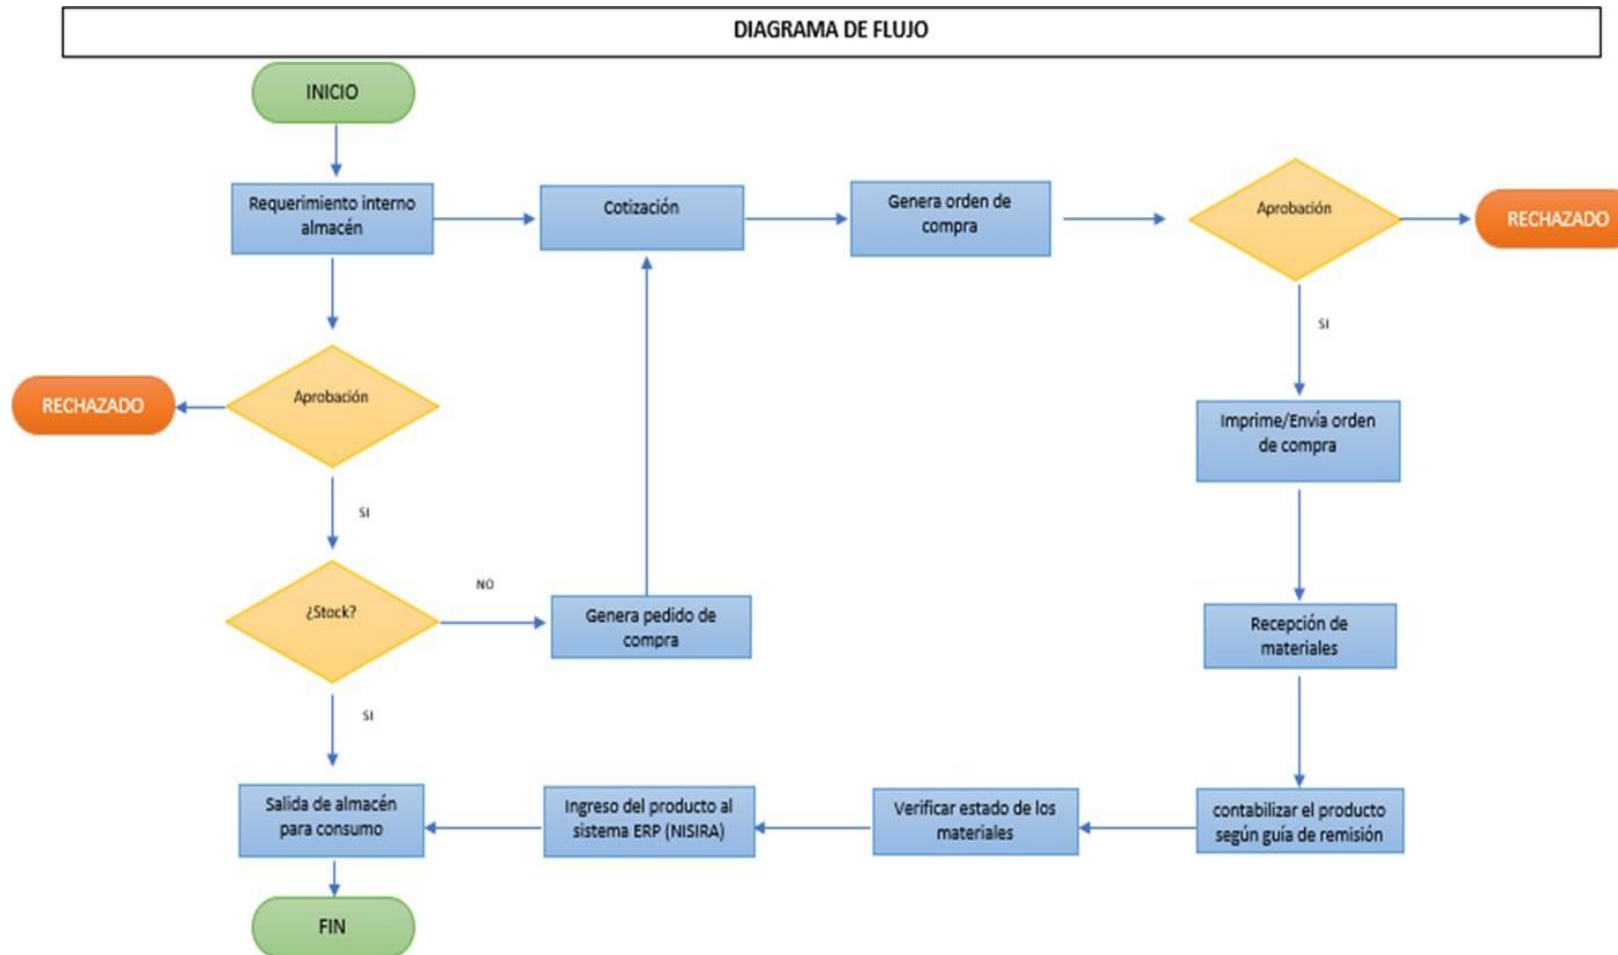 DIAGRAMA DE FLUJO
INICIO
Requerimiento interno
almacén
Cotización
Genera orden de
compra
Aprobación
RECHAZADO
SI
Aprobación
RECHAZADO
Imprime/Envía orden
de compra
SI
¿Stock?
NO
Genera pedido de
compra
Recepción de
materiales
SI
Salida de almacén
para consumo
Ingreso del producto al
sistema ERP (NISIRA)
Verificar estado de los
materiales
contabilizar el producto
según guía de remisión
FIN